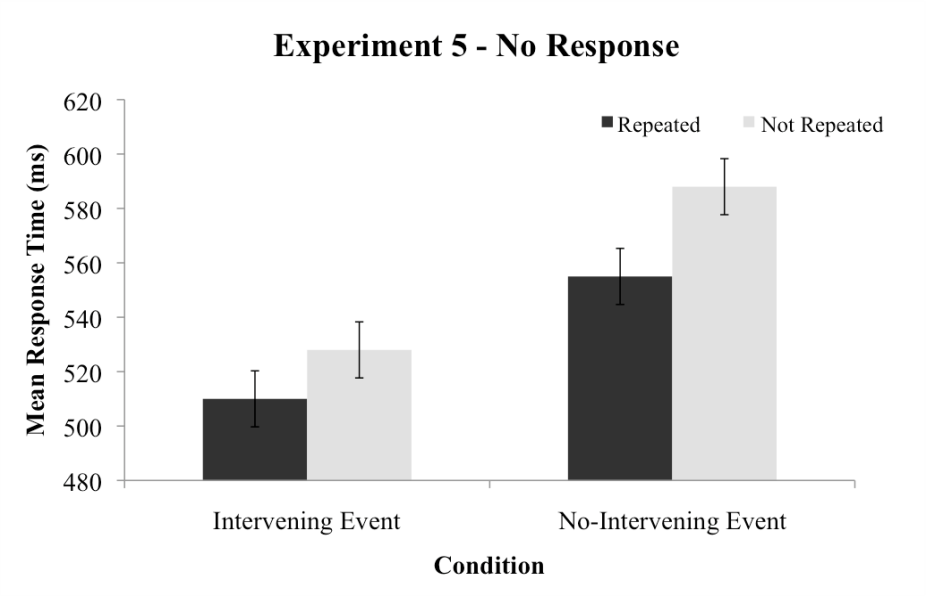 Experiment 5 - No Response
Repeated
Not Repeated
Mean Response Time (ms)
620
600
580
560
540
520
500
480
Intervening Event
No-Intervening Event
Condition